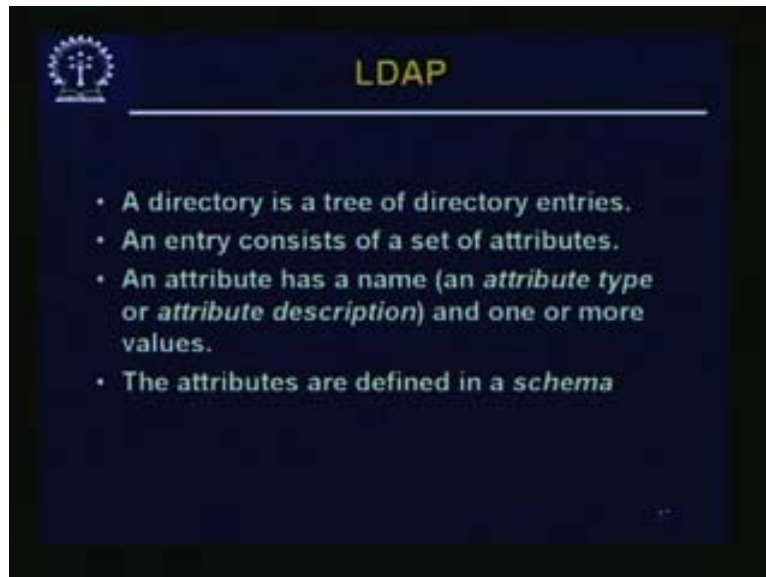 LDAP
• A directory is a tree of directory entries.
• An entry consists of a set of attributes.
• An attribute has a name (an attribute type
or attribute description) and one or more
values.
• The attributes are defined in a schema